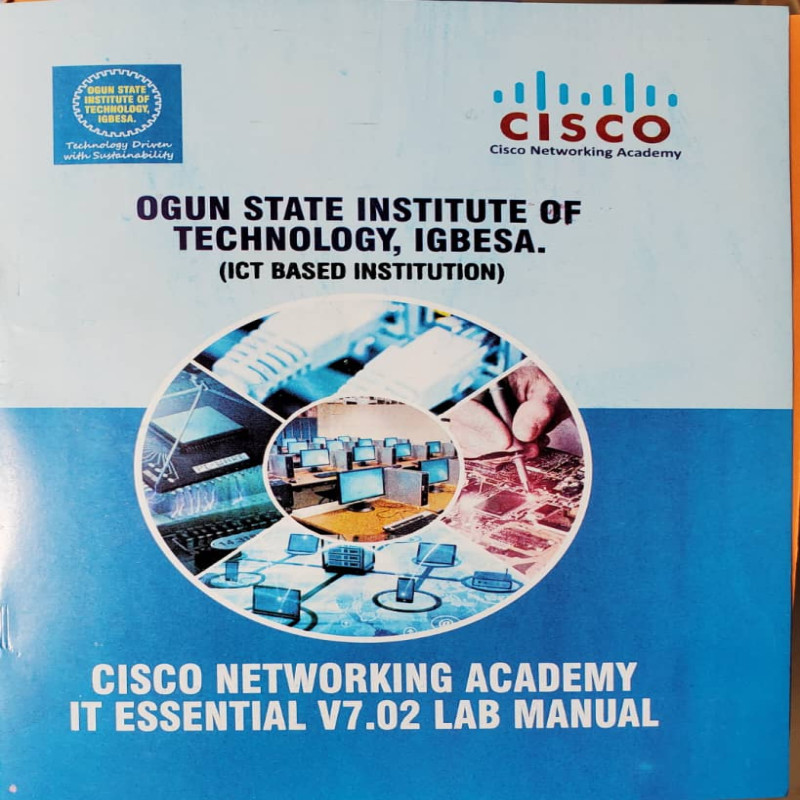 OGUN STATE
INSTITUTE OF
TECHNOLOGY,
IGBESA.
Technology Driven
with Sustainability
CISCO
Cisco Networking Academy
OGUN STATE INSTITUTE OF
TECHNOLOGY, IGBESA.
(ICT BASED INSTITUTION)
CISCO NETWORKING ACADEMY
IT ESSENTIAL V7.02 LAB MANUAL